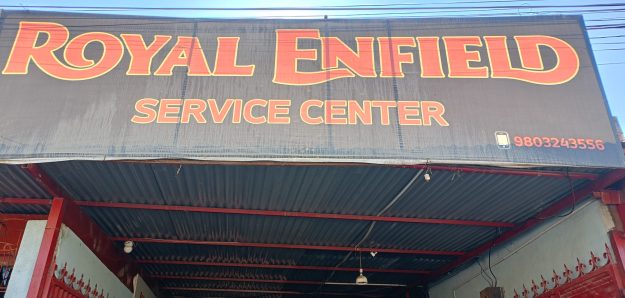 ROYAL ENFIELD
SERVICE CENTER
9803243556